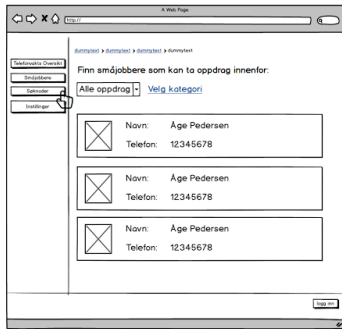 A Web Page
http://
dummytext > dummytext > dummytext > dummytext
Telefonvakts Oversikt
Småjobbere
Søknader
Instillinger
Finn småjobbere som kan ta oppdrag innenfor:
Alle oppdrag Velg kategori
Navn: Åge Pedersen
Telefon: 12345678
Navn: Åge Pedersen
Telefon: 12345678
Navn: Åge Pedersen
Telefon: 12345678
logg inn